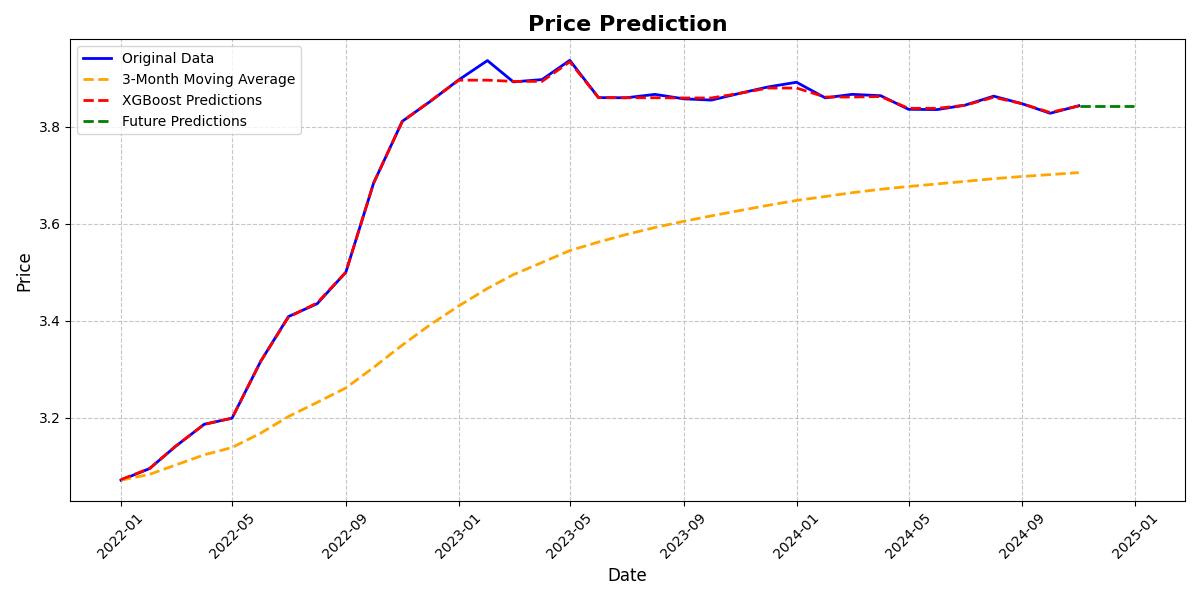 Price Prediction
Original Data
3-Month Moving Average
XGBoost Predictions
Future Predictions
Price
3.8
3.6
3.4
3.2
2022-01
2022-05
2022-09
2023-01
2023-05
2023-09
2024-01
2024-05
2024-09
2025-01
Date